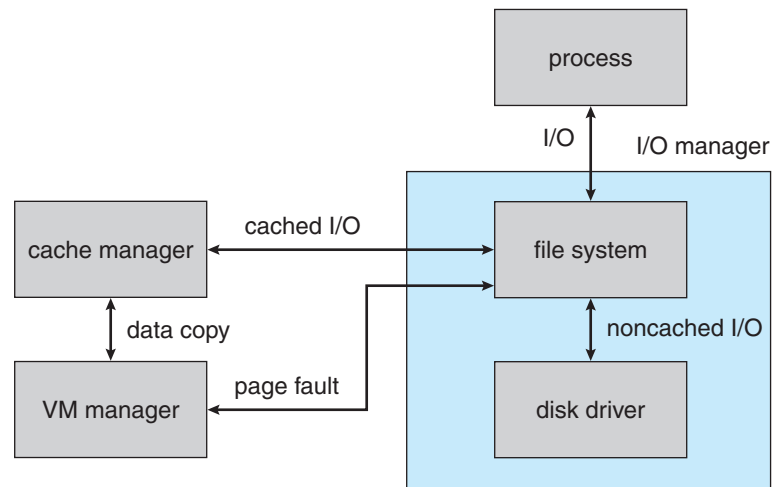 process
I/O
I/O manager
cached I/O
cache manager
file system
data copy
noncached I/O
page fault
VM manager
disk driver